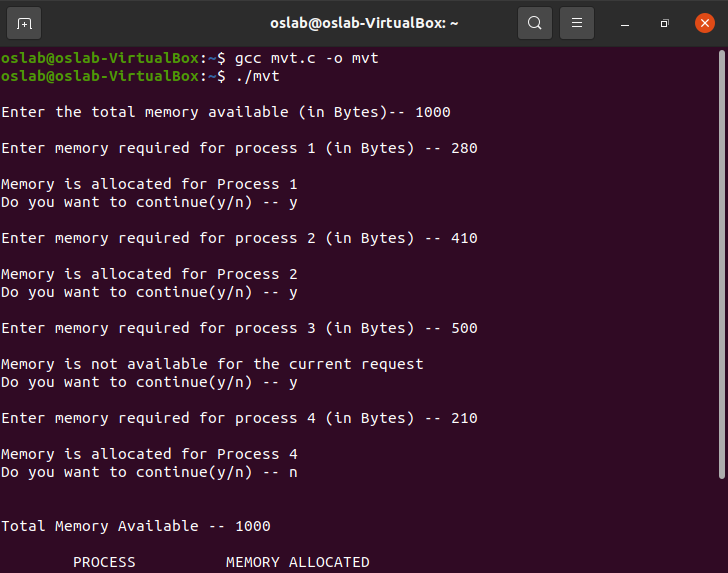 oslab@oslab-VirtualBox: ~
oslab@oslab-VirtualBox:~$ gcc mvt.c -o mvt
oslab@oslab-VirtualBox:~$ ./mvt
Enter the total memory available (in Bytes)-- 1000
Enter memory required for process 1 (in Bytes) -- 280
Memory is allocated for Process 1
Do you want to continue(y/n) -- y
Enter memory required for process 2 (in Bytes) -- 410
Memory is allocated for Process 2
Do you want to continue(y/n) -- y
Enter memory required for process 3 (in Bytes) -- 500
Memory is not available for the current request
Do you want to continue(y/n) -- y
Enter memory required for process 4 (in Bytes) -- 210
Memory is allocated for Process 4
Do you want to continue(y/n) -- n
Total Memory Available -- 1000
PROCESS MEMORY ALLOCATED